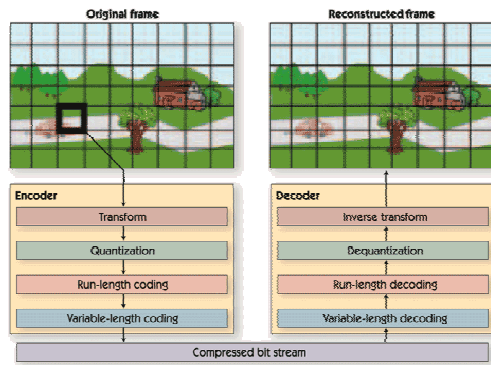 Original frame
Reconstructed frame
Encoder
Transform
Quantization
Run-length coding
Variable-length coding
Decoder
Inverse transform
Dequantization
Run-length decoding
Variable-length decoding
Compressed bit stream